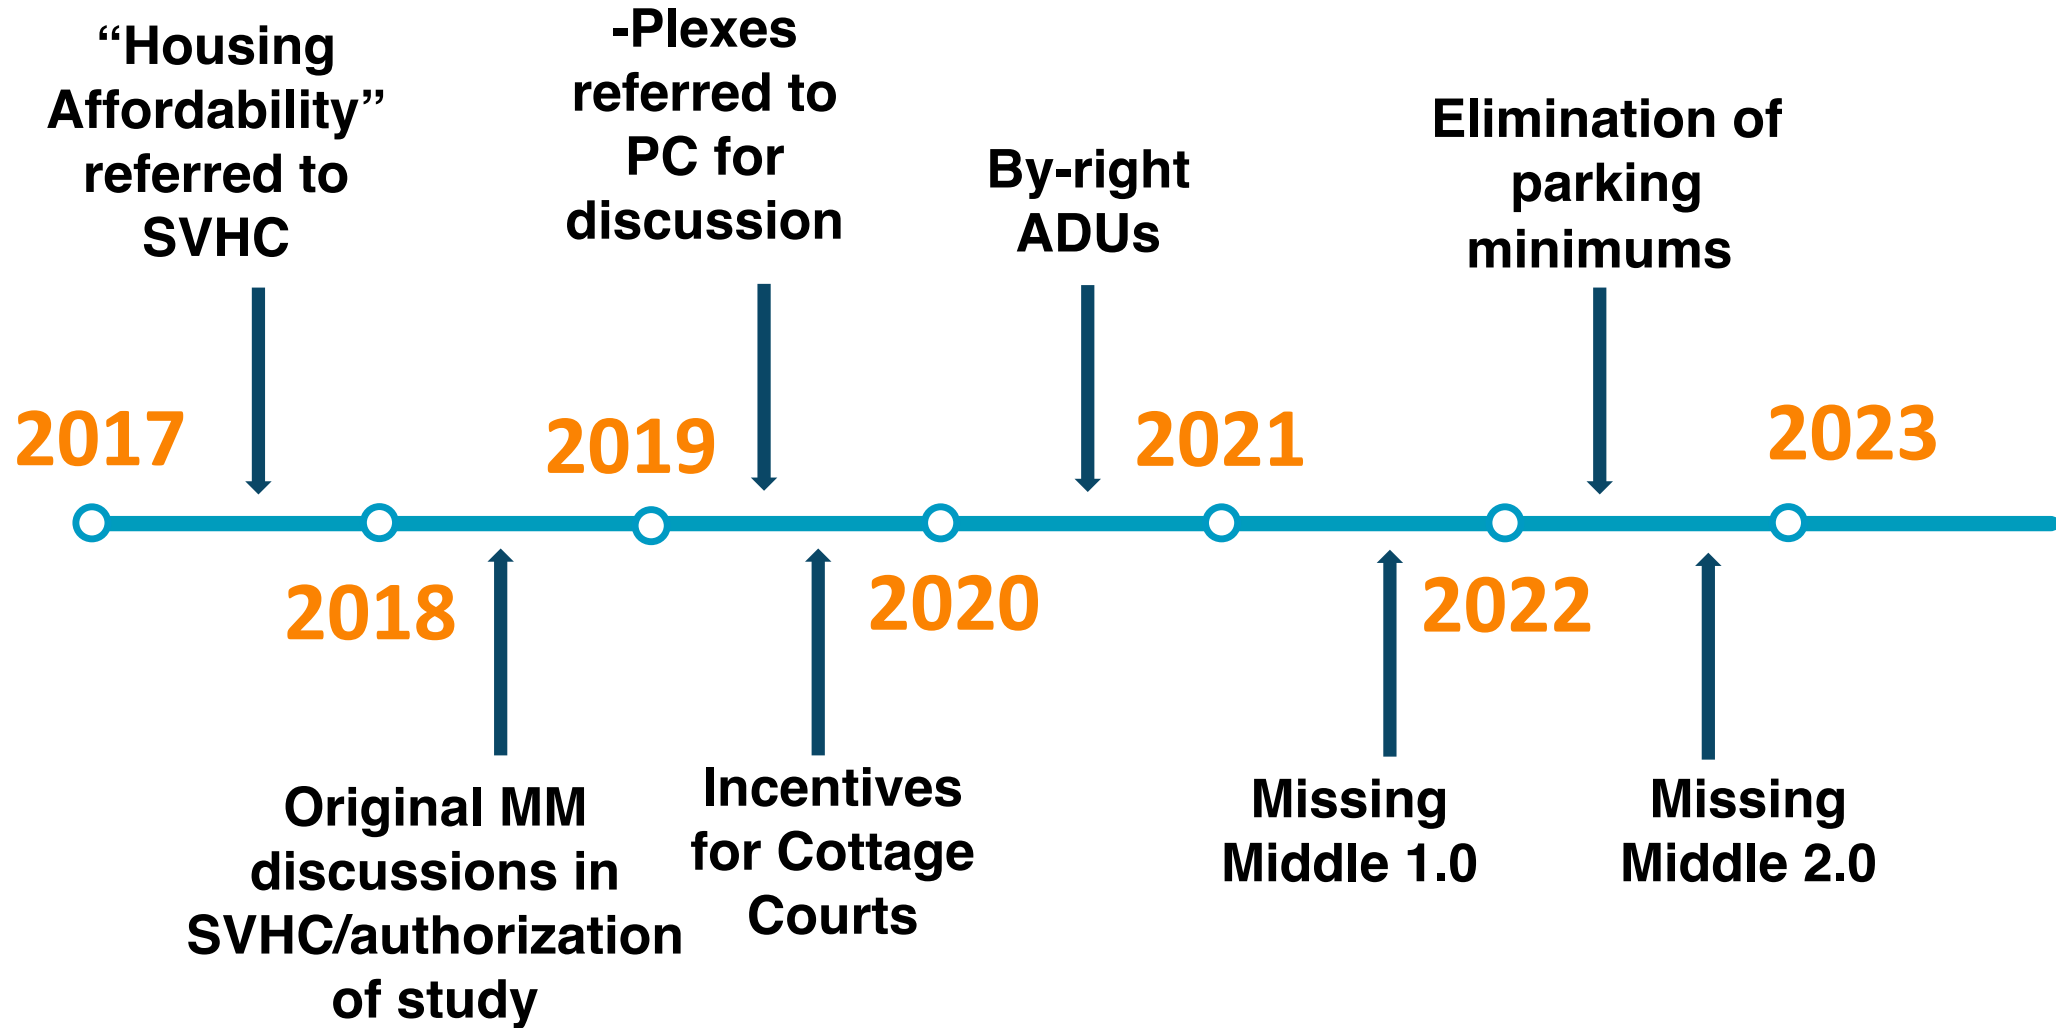 “Housing
Affordability”
referred to
SVHC
-Plexes
referred to
PC for
discussion
By-right
ADUs
Elimination of
parking
minimums
2017
2019
2021
2023
2018
2020
2022
Original MM
discussions in
SVHC/authorization
of study
Incentives
for Cottage
Courts
Missing
Middle 1.0
Missing
Middle 2.0